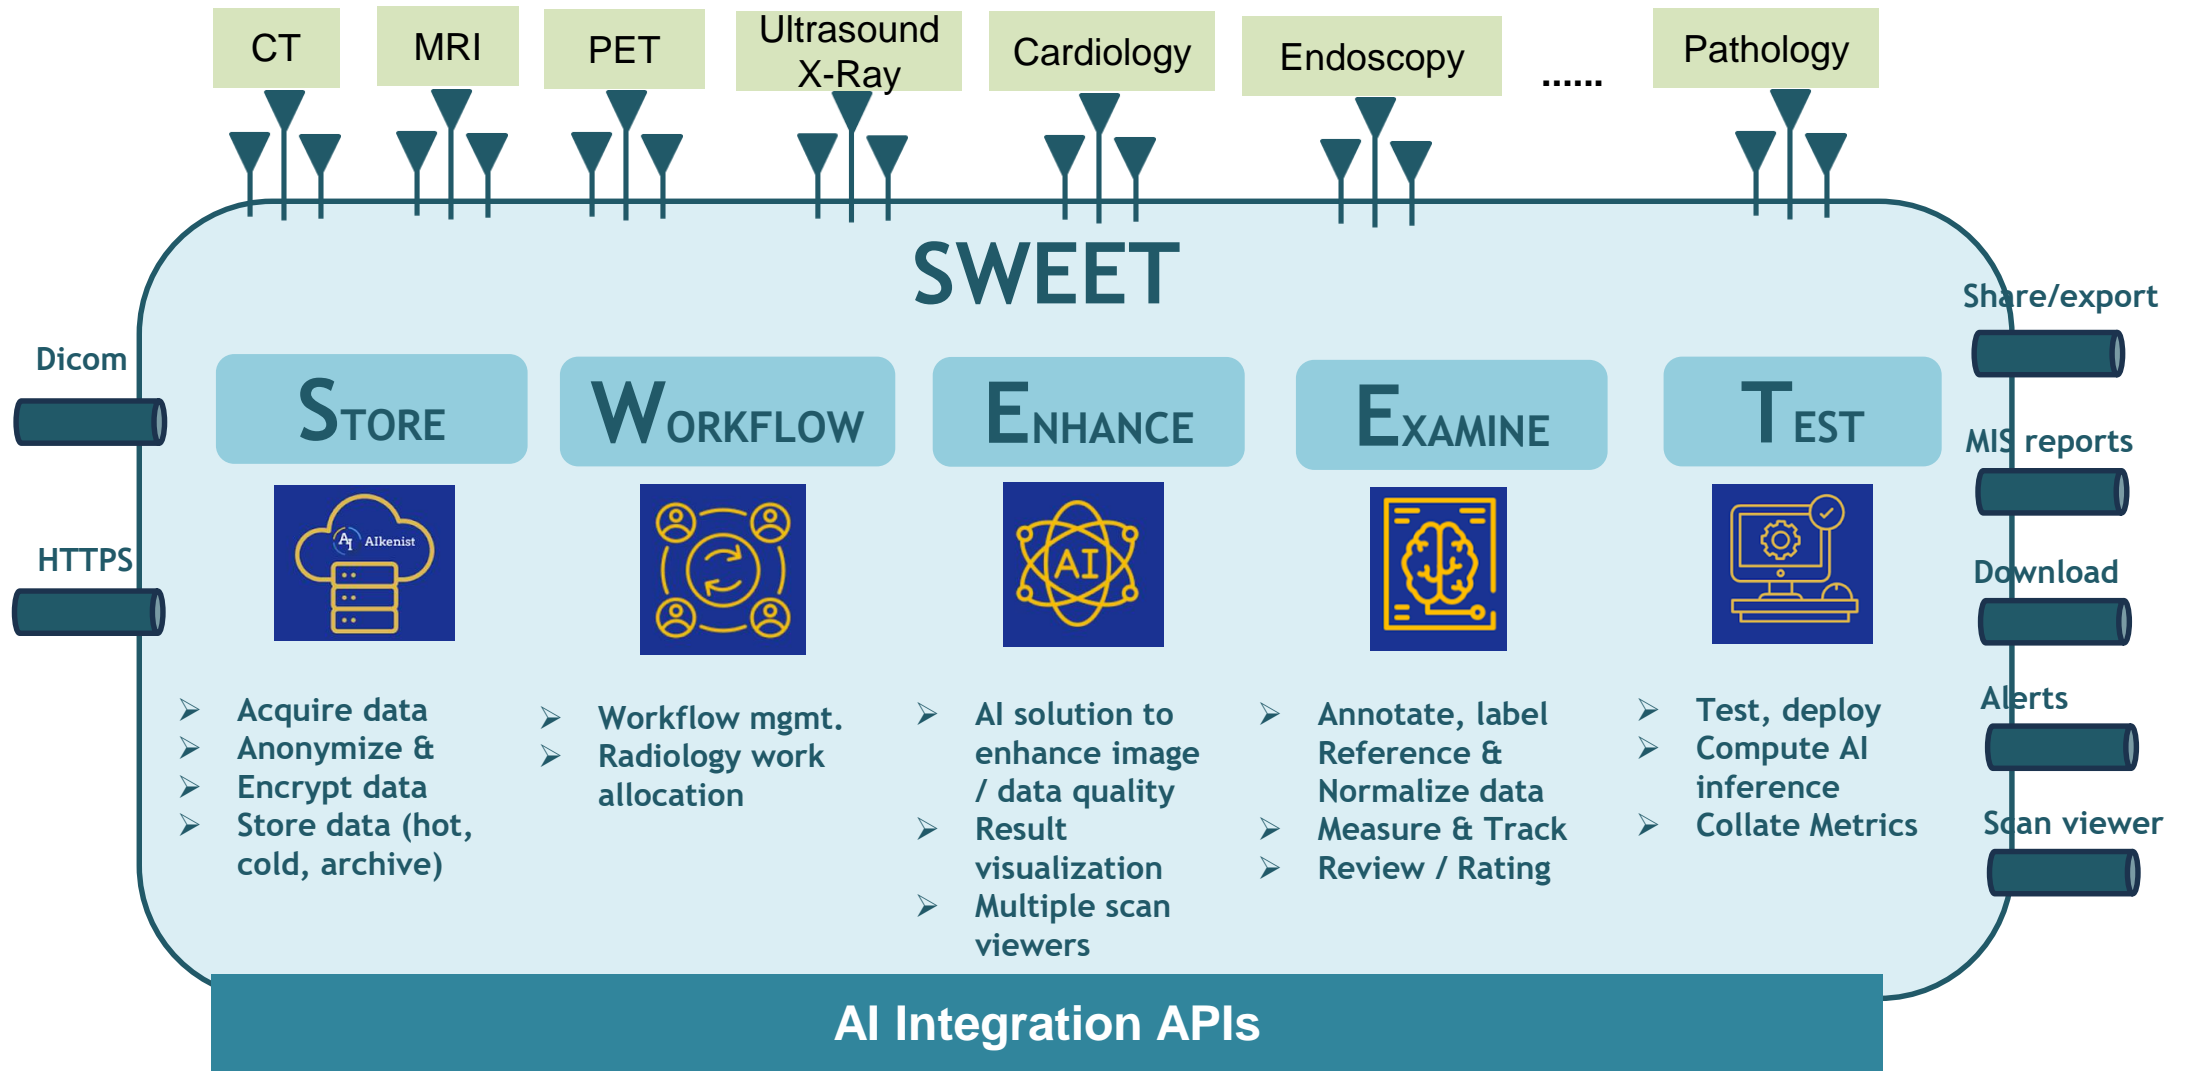 CT
MRI
PET
Ultrasound
X-Ray
Cardiology
Endoscopy
......
Pathology
SWEET
Dicom
HTTPS
STORE
AIkenist
➢ Acquire data
➢ Anonymize &
➢ Encrypt data
➢ Store data (hot,
cold, archive)
WORKFLOW
➢ Workflow mgmt.
➢ Radiology work
allocation
ENHANCE
AI
➢ AI solution to
enhance image
/ data quality
➢ Result
visualization
➢ Multiple scan
viewers
EXAMINE
➢ Annotate, label
Reference &
Normalize data
➢ Measure & Track
➢ Review / Rating
TEST
➢ Test, deploy
➢ Compute AI
inference
➢ Collate Metrics
Share/export
MIS reports
Download
Alerts
Scan viewer
AI Integration APIs